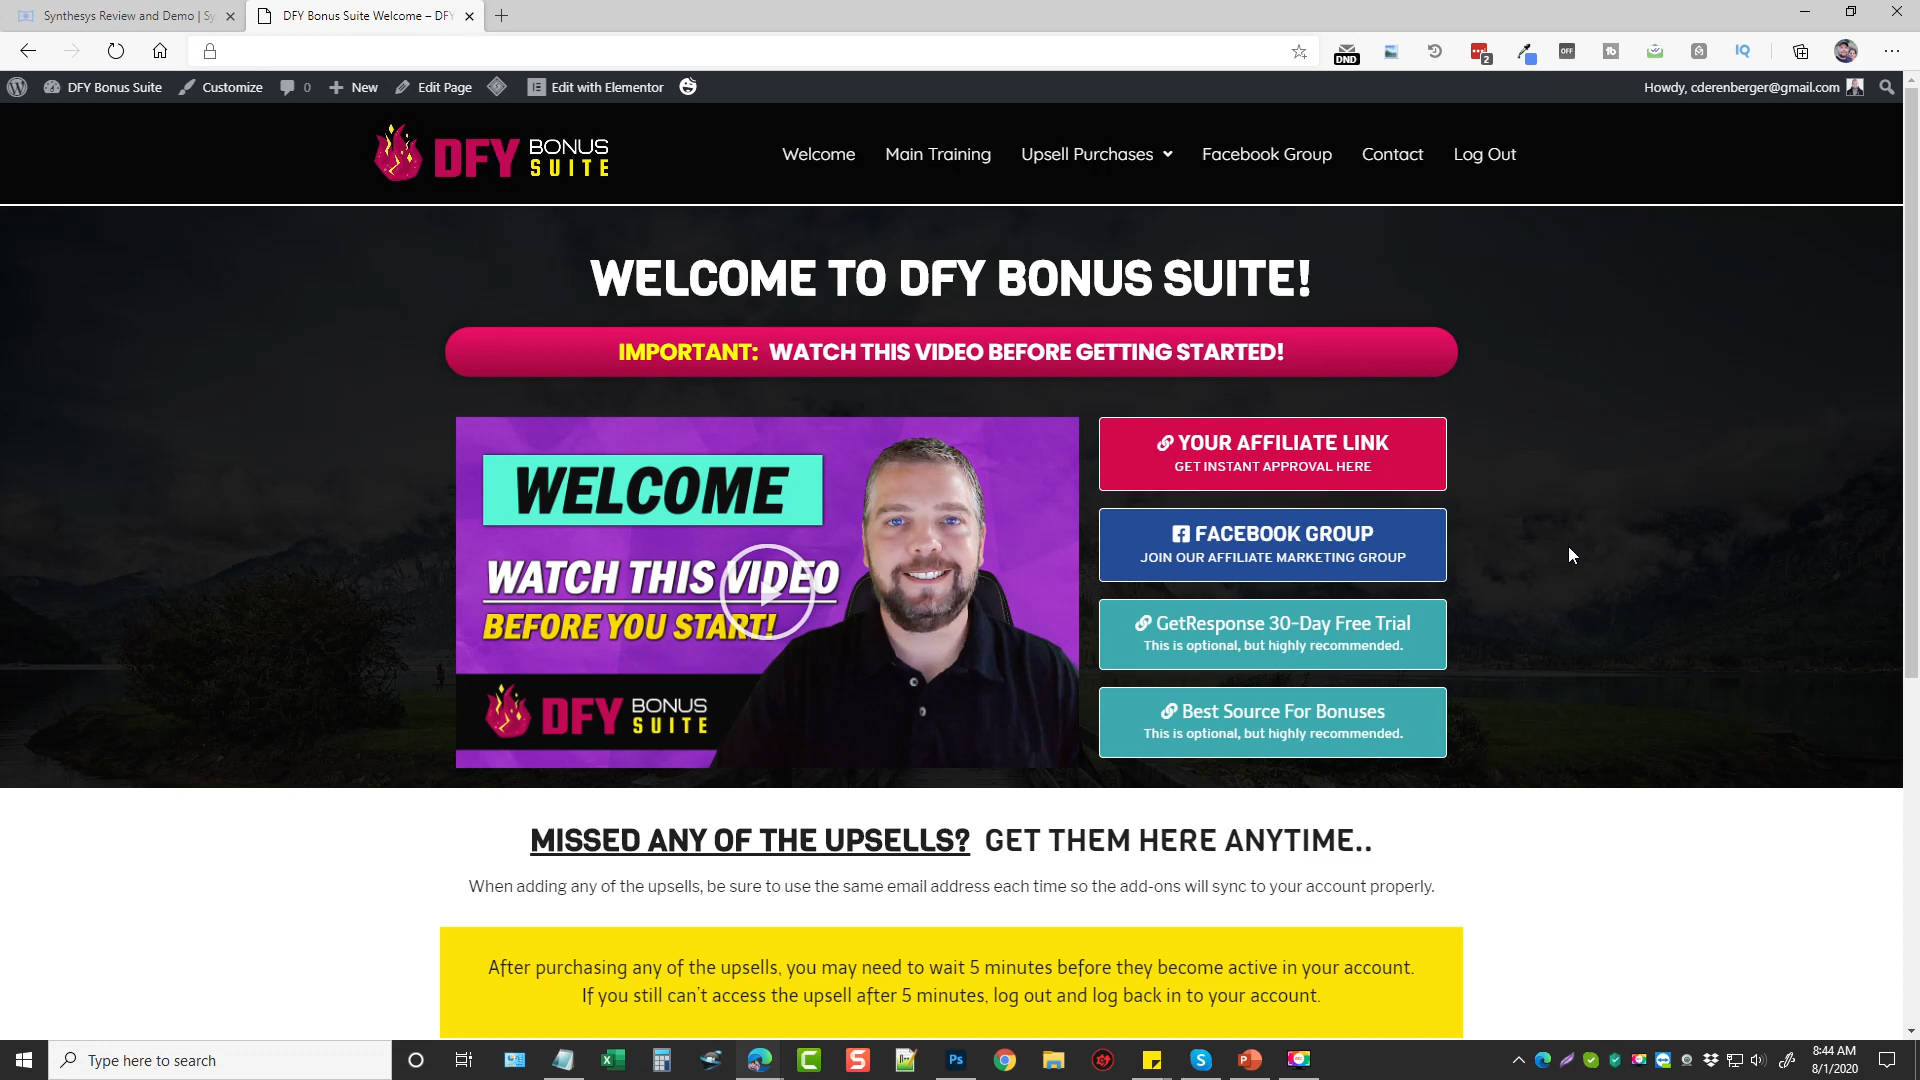 Synthesys Review and Demo | Sy
DFY Bonus Suite Welcome – DFY
DND
2
OFF
tb
IQ
DFY Bonus Suite
Customize
0
New
Edit Page
Edit with Elementor
Howdy, cderenberger@gmail.com
DFY BONUS SUITE
Welcome
Main Training
Upsell Purchases
Facebook Group
Contact
Log Out
WELCOME TO DFY BONUS SUITE!
IMPORTANT: WATCH THIS VIDEO BEFORE GETTING STARTED!
WELCOME
WATCH THIS VIDEO
BEFORE YOU START!
DFY BONUS SUITE
YOUR AFFILIATE LINK
GET INSTANT APPROVAL HERE
FACEBOOK GROUP
JOIN OUR AFFILIATE MARKETING GROUP
GetResponse 30-Day Free Trial
This is optional, but highly recommended.
Best Source For Bonuses
This is optional, but highly recommended.
MISSED ANY OF THE UPSELLS? GET THEM HERE ANYTIME..
When adding any of the upsells, be sure to use the same email address each time so the add-ons will sync to your account properly.
After purchasing any of the upsells, you may need to wait 5 minutes before they become active in your account.
If you still can't access the upsell after 5 minutes, log out and log back in to your account.
Type here to search
Ps
8:44 AM
8/1/2020